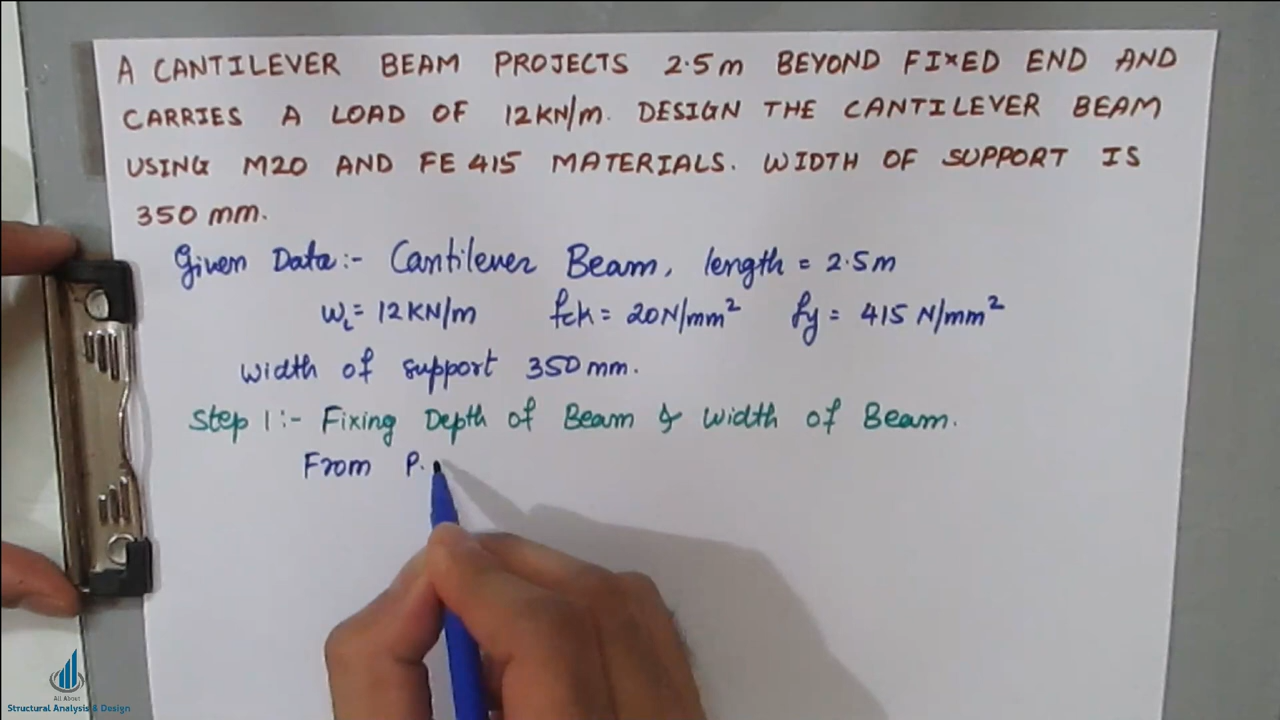 A CANTILEVER BEAM PROJECTS 2.5m BEYOND FIXED END AND
CARRIES A LOAD OF 12KN/m. DESIGN THE CANTILEVER BEAM
USING M20 AND FE 415 MATERIALS. WIDTH OF SUPPORT IS
350 mm.
Given Data:- Cantilever Beam, length = 2.5m
WL= 12KN/m fck = 20N/mm² fy = 415 N/mm²
width of support 350mm.
Step 1:- Fixing Depth of Beam & width of Beam.
From P.
All About
Structural Analysis & Design